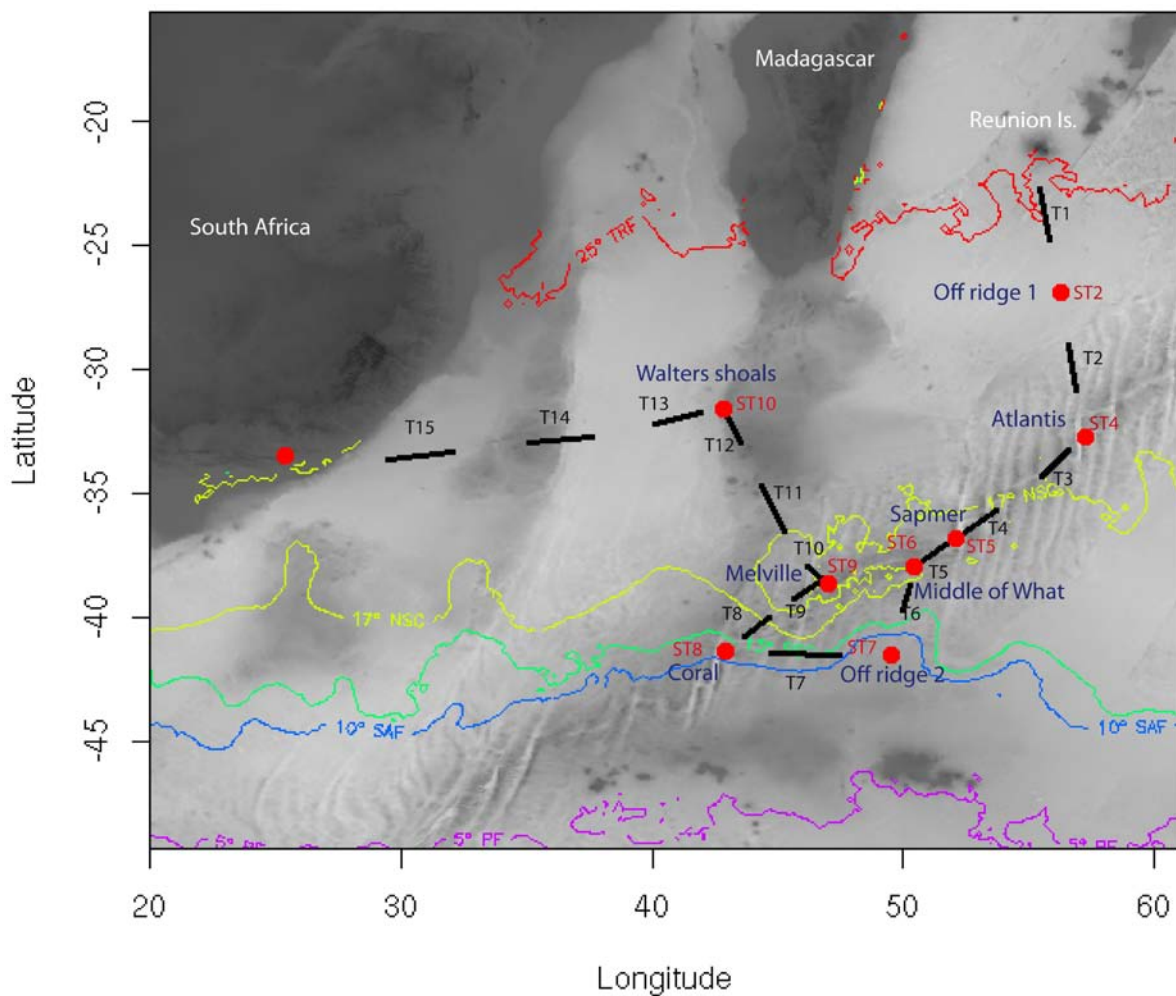 Madagascar
Reunion Is.
South Africa
25° TRF
T1
Off ridge 1
ST2
T2
Walters shoals
ST10
T13
T14
T15
T12
Atlantis
ST4
T3
T11
17° NSC
Sapmer
T4
ST6
ST5
T10
Melville
ST9
T5
Middle of What
T9
T8
T6
17° NSC
ST8
Coral
T7
ST7
Off ridge 2
10° SAF
10° SAF
5° PF
5° PF
-20
-25
-30
-35
-40
-45
Latitude
20
30
40
50
60
Longitude